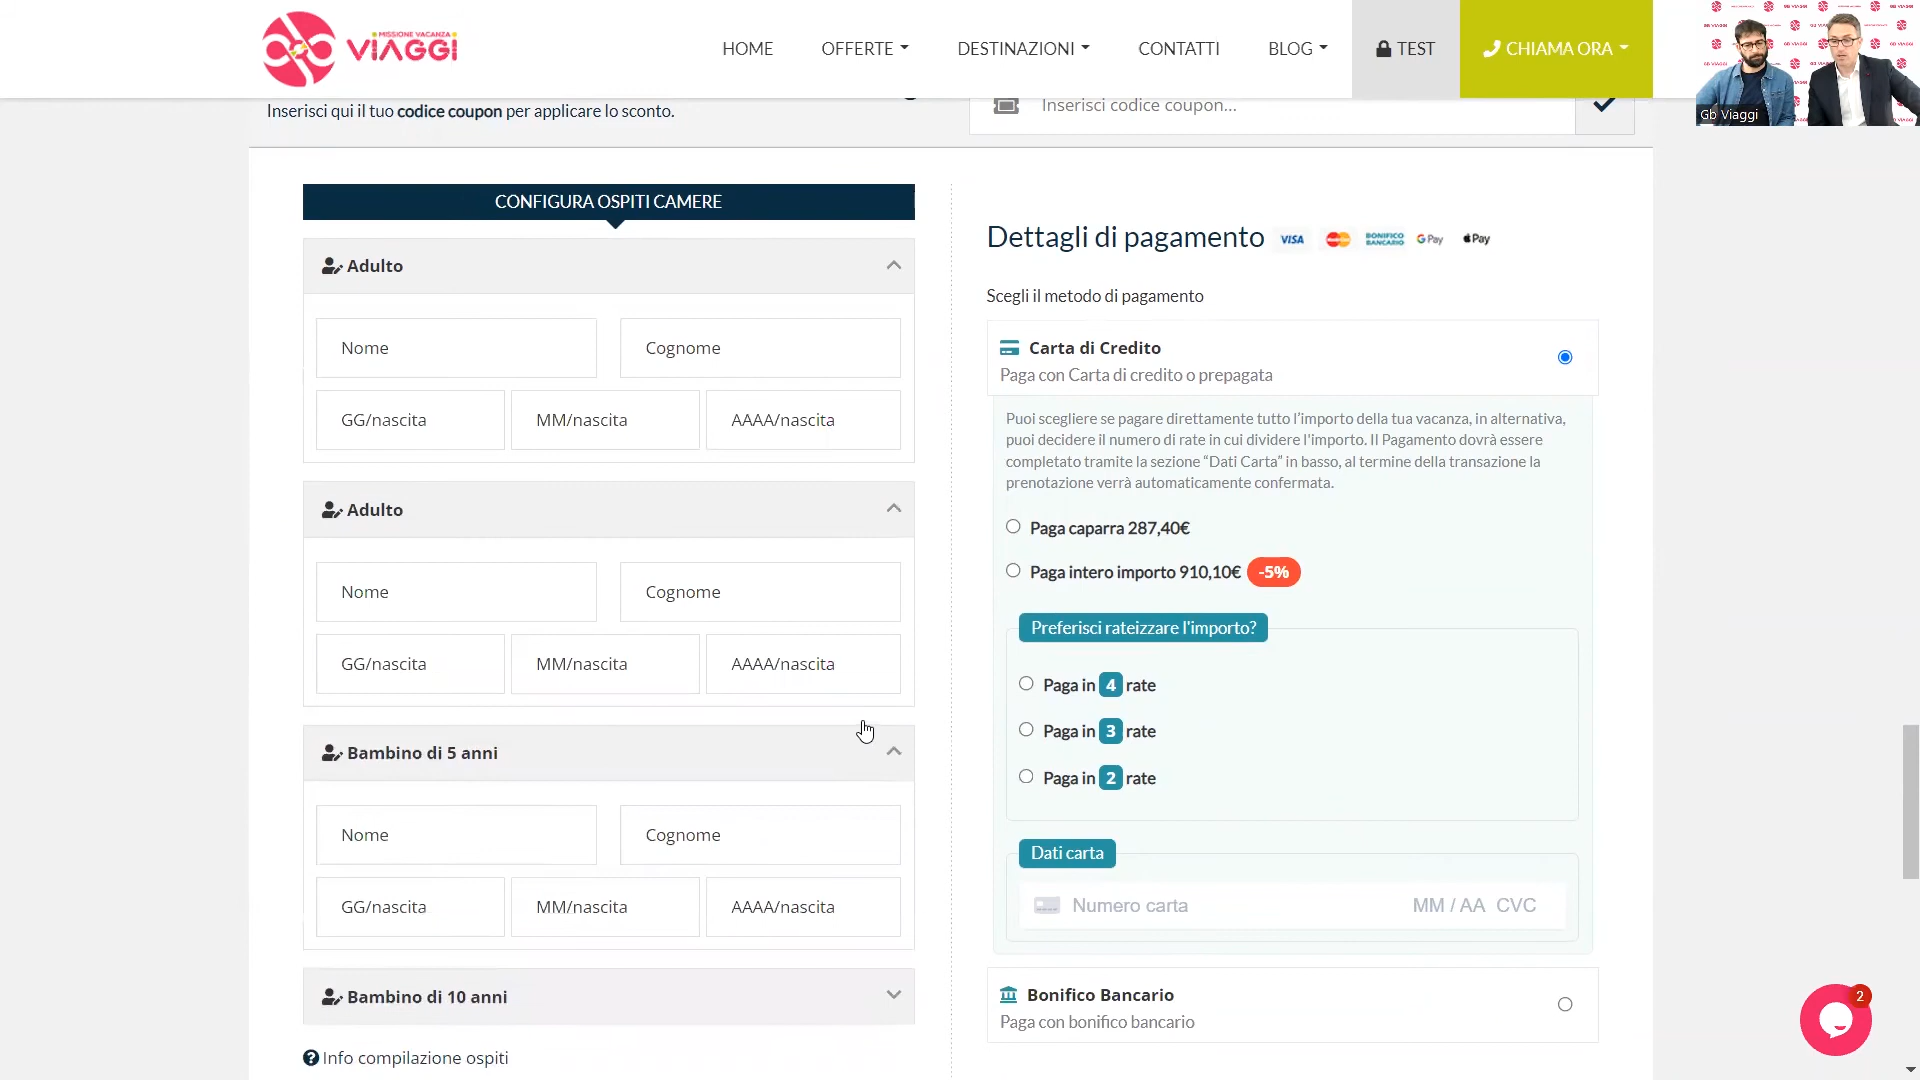 MISSIONE VACANZA
VIAGGI
HOME
OFFERTE
DESTINAZIONI
CONTATTI
BLOG
TEST
CHIAMA ORA
Gb Viaggi
Inserisci qui il tuo codice coupon per applicare lo sconto.
Inserisci codice coupon...
CONFIGURA OSPITI CAMERE
Adulto
Nome
Cognome
GG/nascita
MM/nascita
AAAA/nascita
Adulto
Nome
Cognome
GG/nascita
MM/nascita
AAAA/nascita
Bambino di 5 anni
Nome
Cognome
GG/nascita
MM/nascita
AAAA/nascita
Bambino di 10 anni
Info compilazione ospiti
Dettagli di pagamento
VISA
BONIFICO
BANCARIO
G Pay
Pay
Scegli il metodo di pagamento
Carta di Credito
Paga con Carta di credito o prepagata
Puoi scegliere se pagare direttamente tutto l’importo della tua vacanza, in alternativa,
puoi decidere il numero di rate in cui dividere l'importo. Il Pagamento dovrà essere
completato tramite la sezione “Dati Carta” in basso, al termine della transazione la
prenotazione verrà automaticamente confermata.
Paga caparra 287,40€
Paga intero importo 910,10€ -5%
Preferisci rateizzare l'importo?
Paga in 4 rate
Paga in 3 rate
Paga in 2 rate
Dati carta
Numero carta
MM / AA CVC
Bonifico Bancario
Paga con bonifico bancario
2